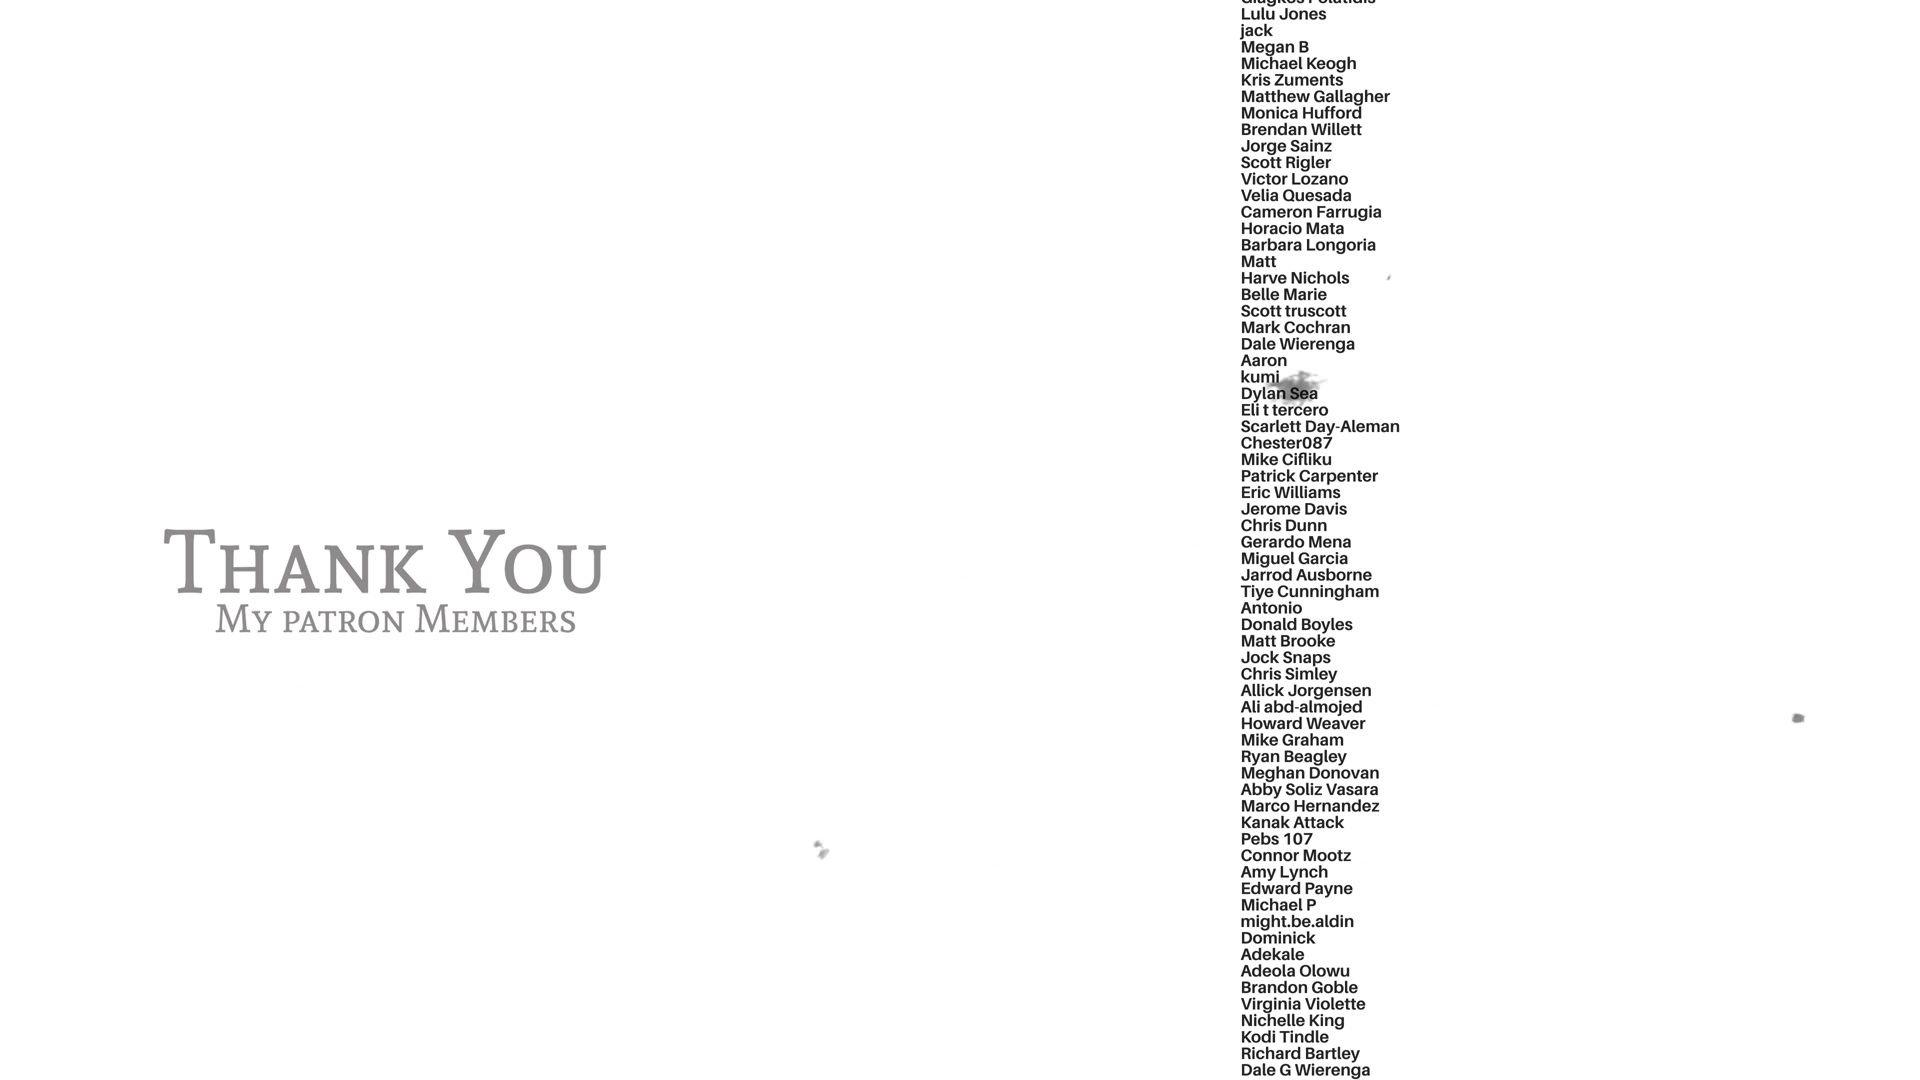 Thank You
My patron Members
Lulu Jones
jack
Megan B
Michael Keogh
Kris Zuments
Matthew Gallagher
Monica Hufford
Brendan Willett
Jorge Sainz
Scott Rigler
Victor Lozano
Velia Quesada
Cameron Farrugia
Horacio Mata
Barbara Longoria
Matt
Harve Nichols
Belle Marie
Scott truscott
Mark Cochran
Dale Wierenga
Aaron
kumi
Dylan Sea
Eli t tercero
Scarlett Day-Aleman
Chester087
Mike Cifliku
Patrick Carpenter
Eric Williams
Jerome Davis
Chris Dunn
Gerardo Mena
Miguel Garcia
Jarrod Ausborne
Tiye Cunningham
Antonio
Donald Boyles
Matt Brooke
Jock Snaps
Chris Simley
Allick Jorgensen
Ali abd-almojed
Howard Weaver
Mike Graham
Ryan Beagley
Meghan Donovan
Abby Soliz Vasara
Marco Hernandez
Kanak Attack
Pebs 107
Connor Mootz
Amy Lynch
Edward Payne
Michael P
might.be.aldin
Dominick
Adekale
Adeola Olowu
Brandon Goble
Virginia Violette
Nichelle King
Kodi Tindle
Richard Bartley
Dale G Wierenga